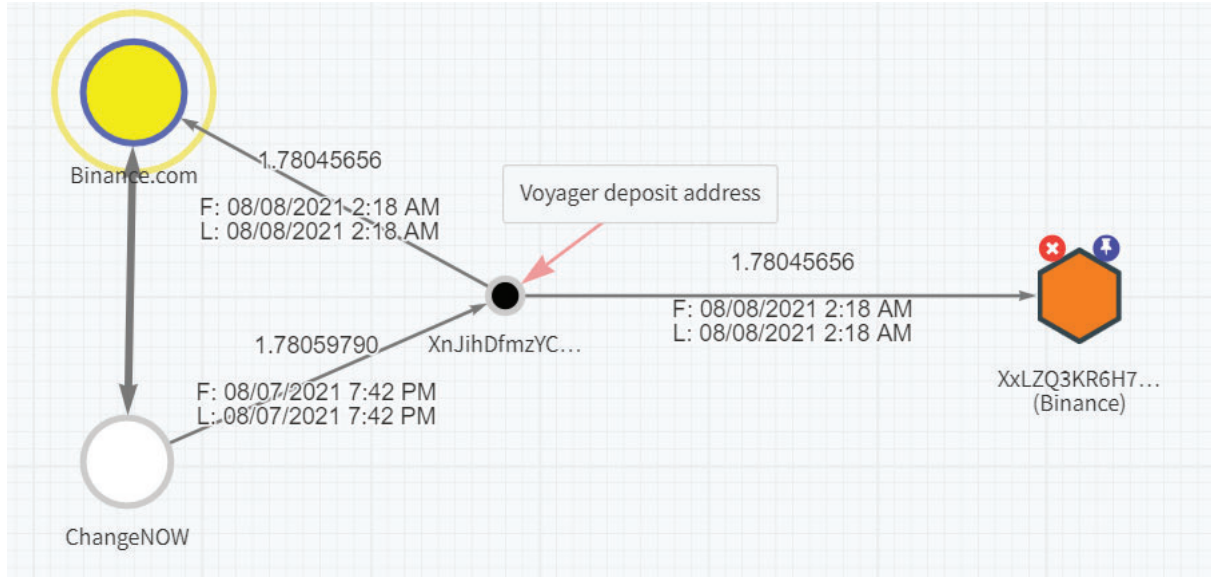 Binance.com
1.78045656
F: 08/08/2021 2:18 AM
L: 08/08/2021 2:18 AM
Voyager deposit address
1.78045656
F: 08/08/2021 2:18 AM
L: 08/08/2021 2:18 AM
XnJihDfmzYC...
1.78059790
F: 08/07/2021 7:42 PM
L: 08/07/2021 7:42 PM
XxLZQ3KR6H7...
(Binance)
ChangeNOW